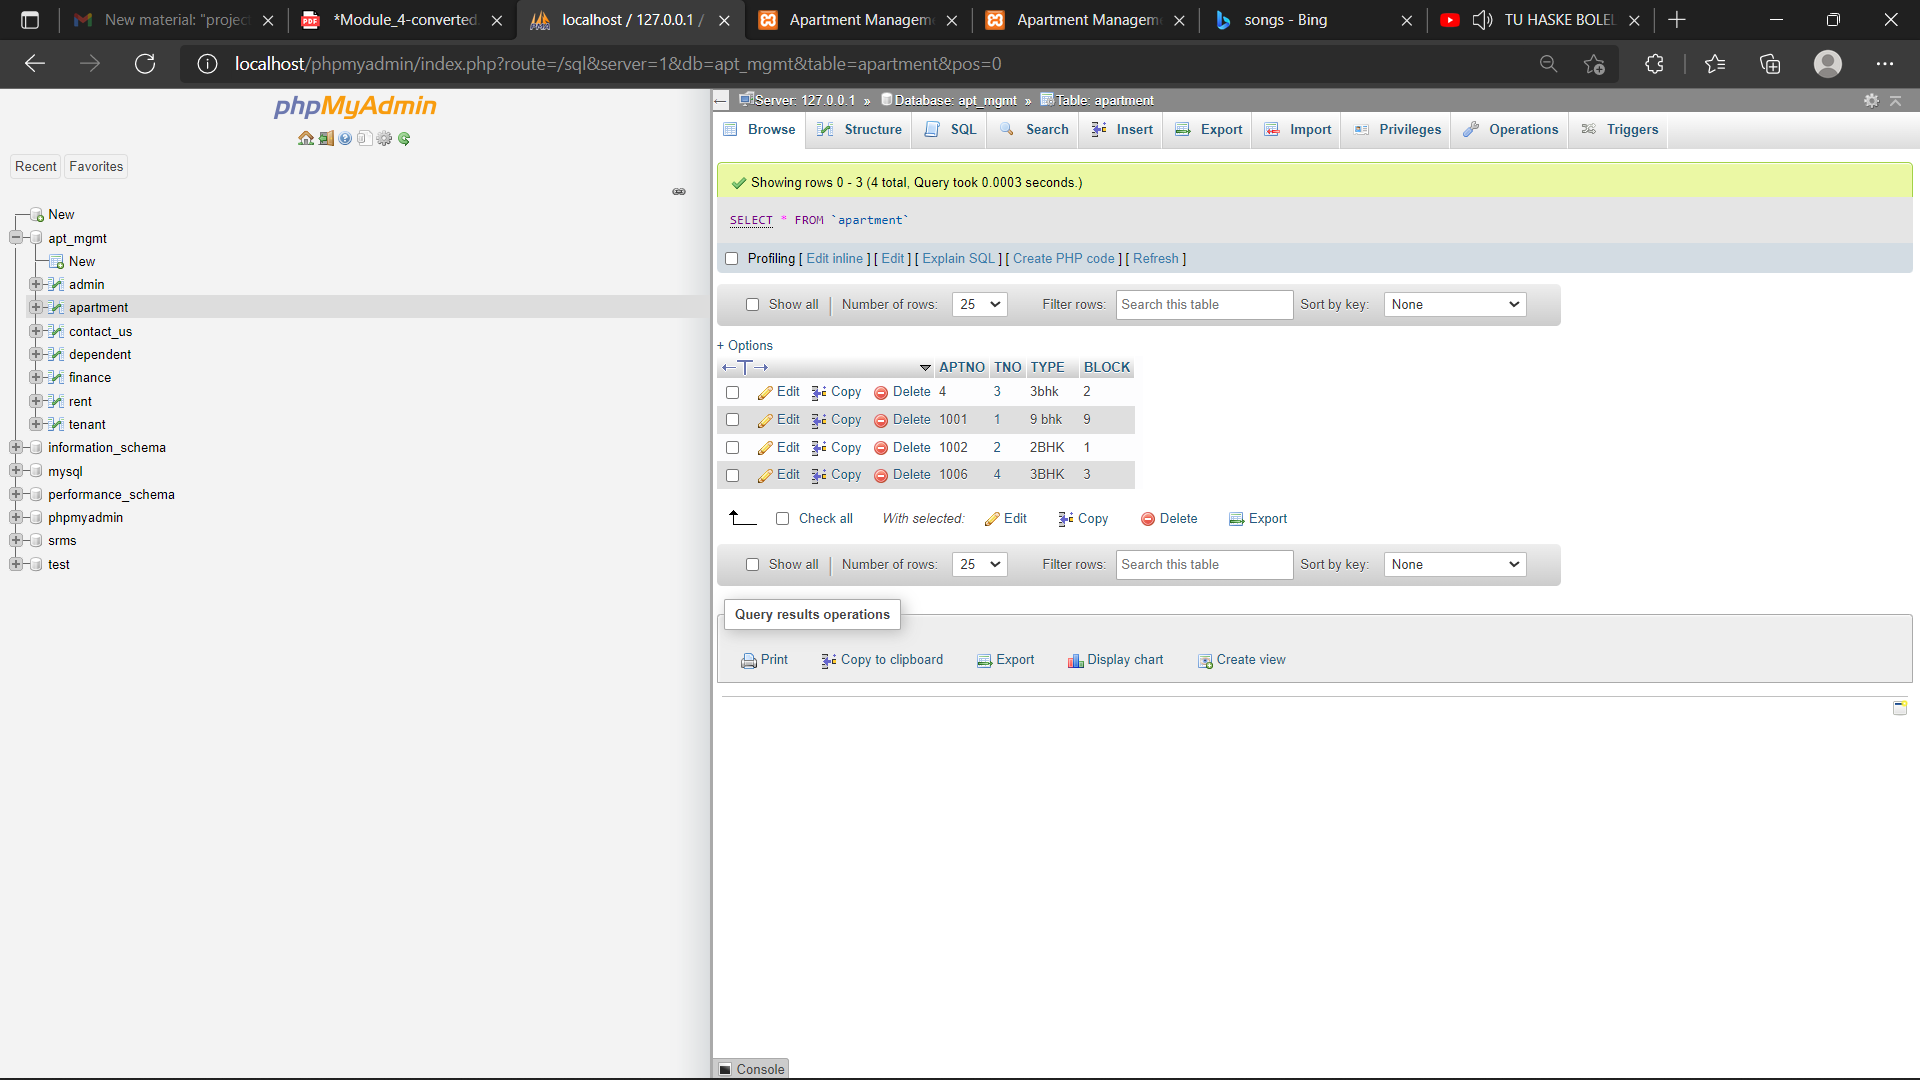 New material: "projec
*Module_4-converted.
localhost / 127.0.0.1 /
Apartment Managem
Apartment Managem
songs - Bing
TU HASKE BOLEL
localhost/phpmyadmin/index.php?route=/sql&server=1&db=apt_mgmt&table=apartment&pos=0
phpMyAdmin
Recent Favorites
New
apt_mgmt
New
admin
apartment
contact_us
dependent
finance
rent
tenant
information_schema
mysql
performance_schema
phpmyadmin
srms
test
Server: 127.0.0.1 » Database: apt_mgmt » Table: apartment
Browse Structure SQL Search Insert Export Import Privileges Operations Triggers
Showing rows 0 - 3 (4 total, Query took 0.0003 seconds.)
SELECT * FROM `apartment`
Profiling [ Edit inline ] [ Edit ] [ Explain SQL ] [ Create PHP code ] [ Refresh ]
Show all Number of rows: 25 Filter rows: Search this table Sort by key: None
+ Options
←T→ APTNO TNO TYPE BLOCK
Edit Copy Delete 4 3 3bhk 2
Edit Copy Delete 1001 1 9 bhk 9
Edit Copy Delete 1002 2 2BHK 1
Edit Copy Delete 1006 4 3BHK 3
Check all With selected: Edit Copy Delete Export
Show all Number of rows: 25 Filter rows: Search this table Sort by key: None
Query results operations
Print Copy to clipboard Export Display chart Create view
Console